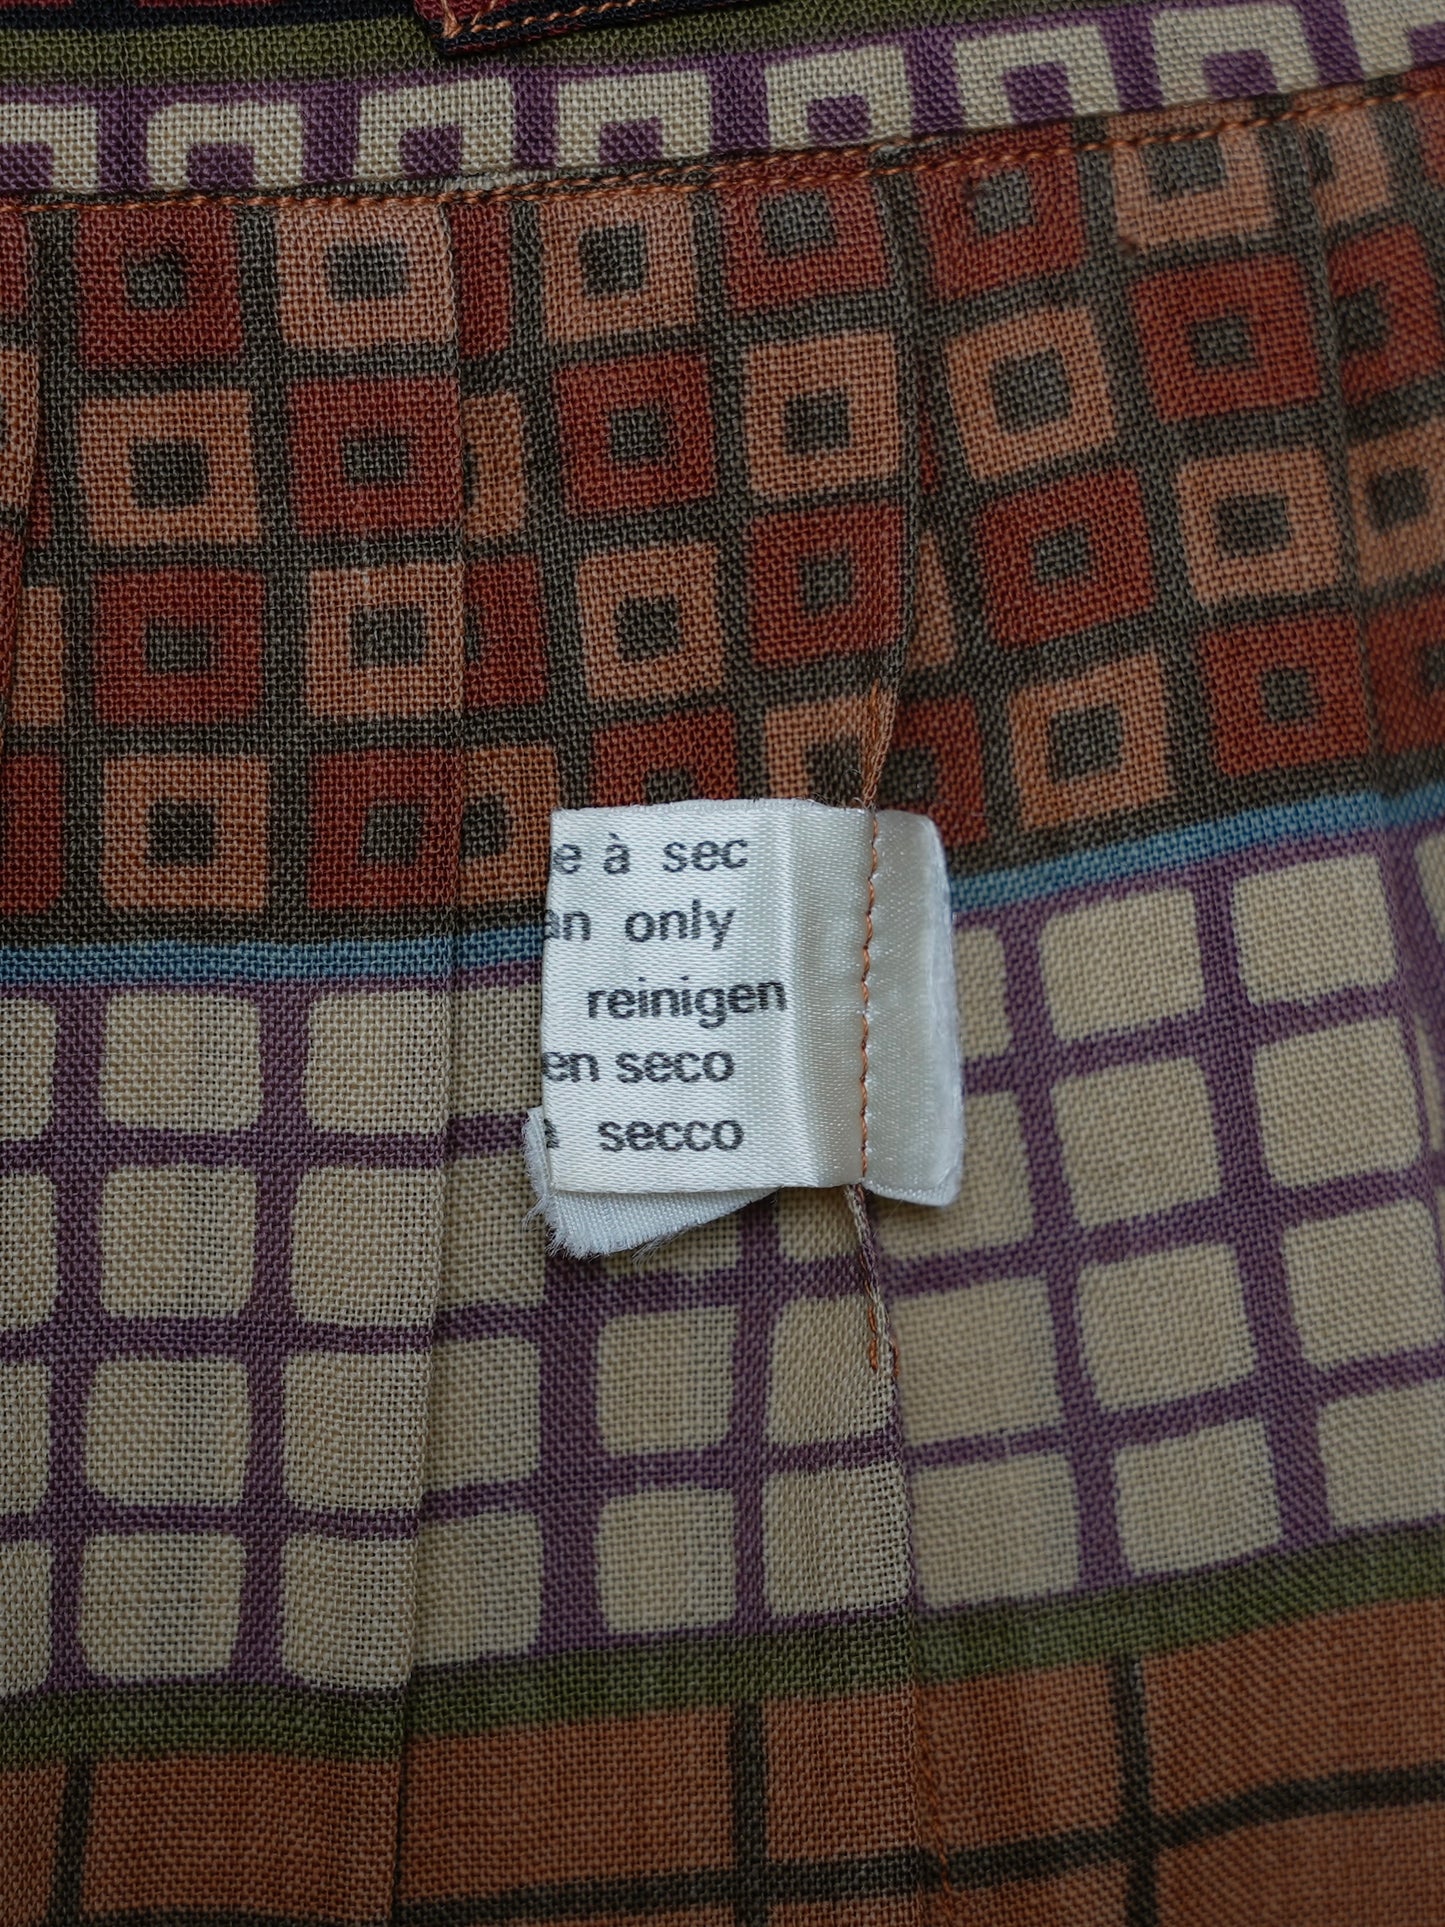 e à sec
an only
reinigen
en seco
secco